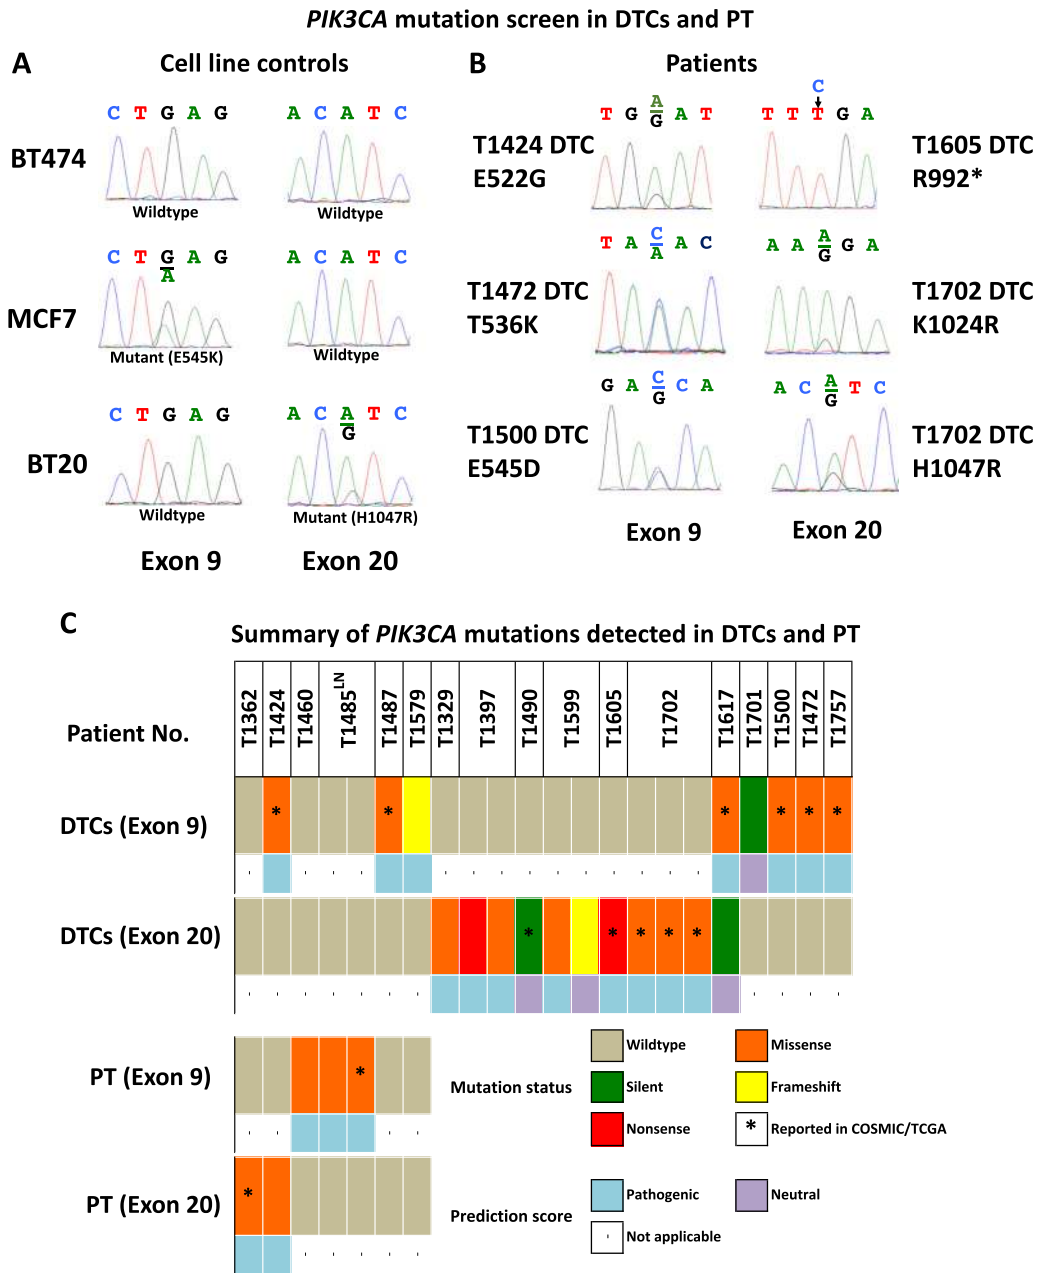 PIK3CA mutation screen in DTCs and PT
A
Cell line controls
C T G A G
A C A T C
BT474
Wildtype
Wildtype
C T G A G
A
A C A T C
MCF7
Mutant (E545K)
Wildtype
C T G A G
A C A T C
G
BT20
Wildtype
Mutant (H1047R)
Exon 9
Exon 20
B
Patients
A
T G G A T
C
T T T G A
T1424 DTC
E522G
T1605 DTC
R992*
T A C A C
A
A A A G A
G
T1472 DTC
T536K
T1702 DTC
K1024R
G A C C A
G
A C A T C
G
T1500 DTC
E545D
T1702 DTC
H1047R
Exon 9
Exon 20
C
Summary of PIK3CA mutations detected in DTCs and PT
Patient No.
T1362
T1424
T1460
T1485LN
T1487
T1579
T1329
T1397
T1490
T1599
T1605
T1702
T1617
T1701
T1500
T1472
T1757
DTCs (Exon 9)
* * * * * *
- - - - - - - - - - - - - -
DTCs (Exon 20)
* * * * *
- - - - - - - - - - -
PT (Exon 9)
*
- - - -
PT (Exon 20)
*
- - - - -
Mutation status
Wildtype
Missense
Silent
Frameshift
Nonsense
* Reported in COSMIC/TCGA
Prediction score
Pathogenic
Neutral
- Not applicable